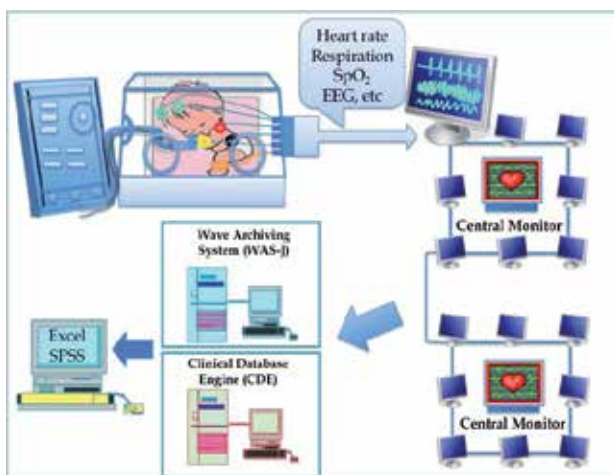 Heart rate
Respiration
SpO₂
EEG, etc
Central Monitor
Wave Archiving
System (WAS-J)
Excel
SPSS
Clinical Database
Engine (CDE)
Central Monitor